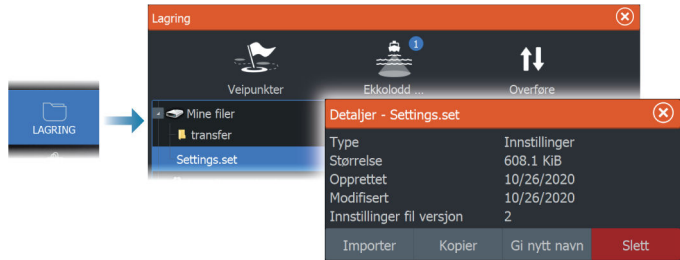 Lagring
1
Veipunkter
Ekkolodd ...
Overføre
LAGRING
Mine filer
transfer
Settings.set
Detaljer - Settings.set
Type Innstillinger
Størrelse 608.1 KiB
Opprettet 10/26/2020
Modifisert 10/26/2020
Innstillinger fil versjon 2
Importer Kopier Gi nytt navn Slett